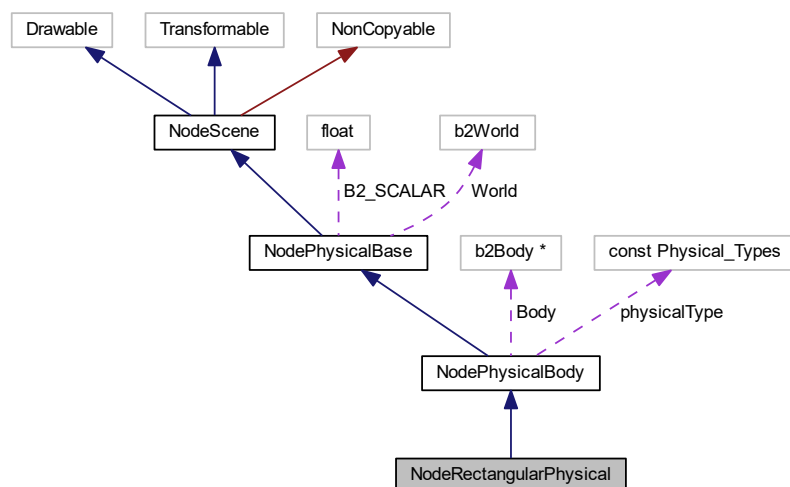 Drawable
Transformable
NonCopyable
NodeScene
float
b2World
B2_SCALAR
World
NodePhysicalBase
b2Body *
const Physical_Types
Body
physicalType
NodePhysicalBody
NodeRectangularPhysical